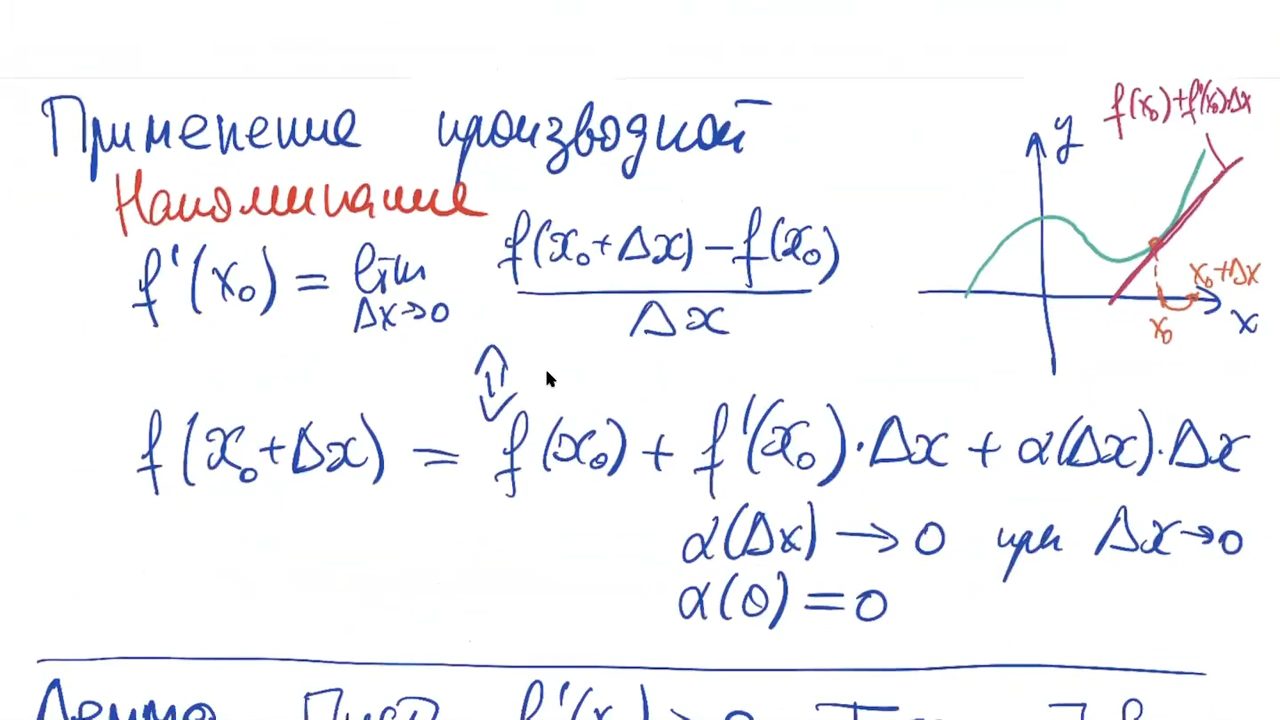 Применение производной
Напоминание
f'(x₀) = lim Δx→0 (f(x₀+Δx) − f(x₀)) / Δx
⇕
f(x₀+Δx) = f(x₀) + f'(x₀)·Δx + α(Δx)·Δx
α(Δx) → 0 при Δx→0
α(0) = 0
f(x₀)+f'(x₀)·Δx
y
x₀+Δx
x₀
x
Лемма